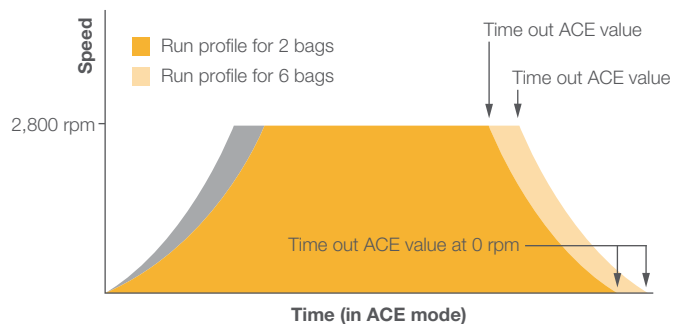 Speed
Run profile for 2 bags
Run profile for 6 bags
Time out ACE value
Time out ACE value
2,800 rpm
Time out ACE value at 0 rpm
Time (in ACE mode)